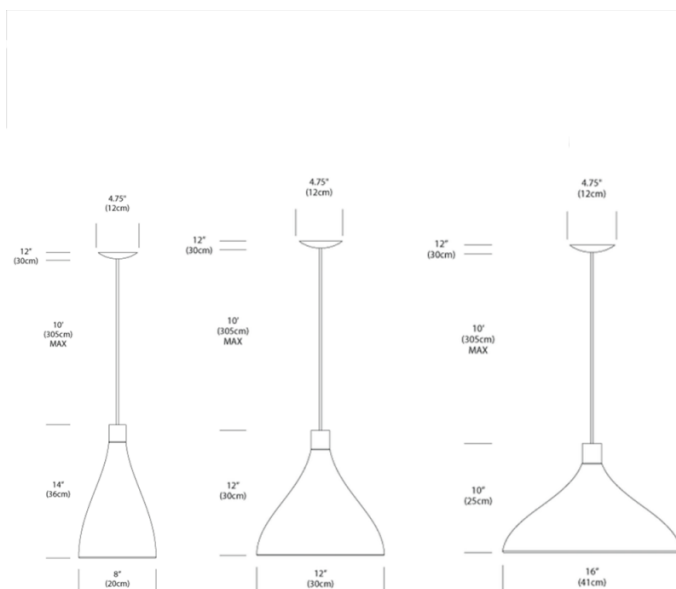 4.75"
(12cm)
12"
(30cm)
10'
(305cm)
MAX
14"
(36cm)
8"
(20cm)
4.75"
(12cm)
12"
(30cm)
10'
(305cm)
MAX
12"
(30cm)
12"
(30cm)
4.75"
(12cm)
12"
(30cm)
10'
(305cm)
MAX
10"
(25cm)
16"
(41cm)